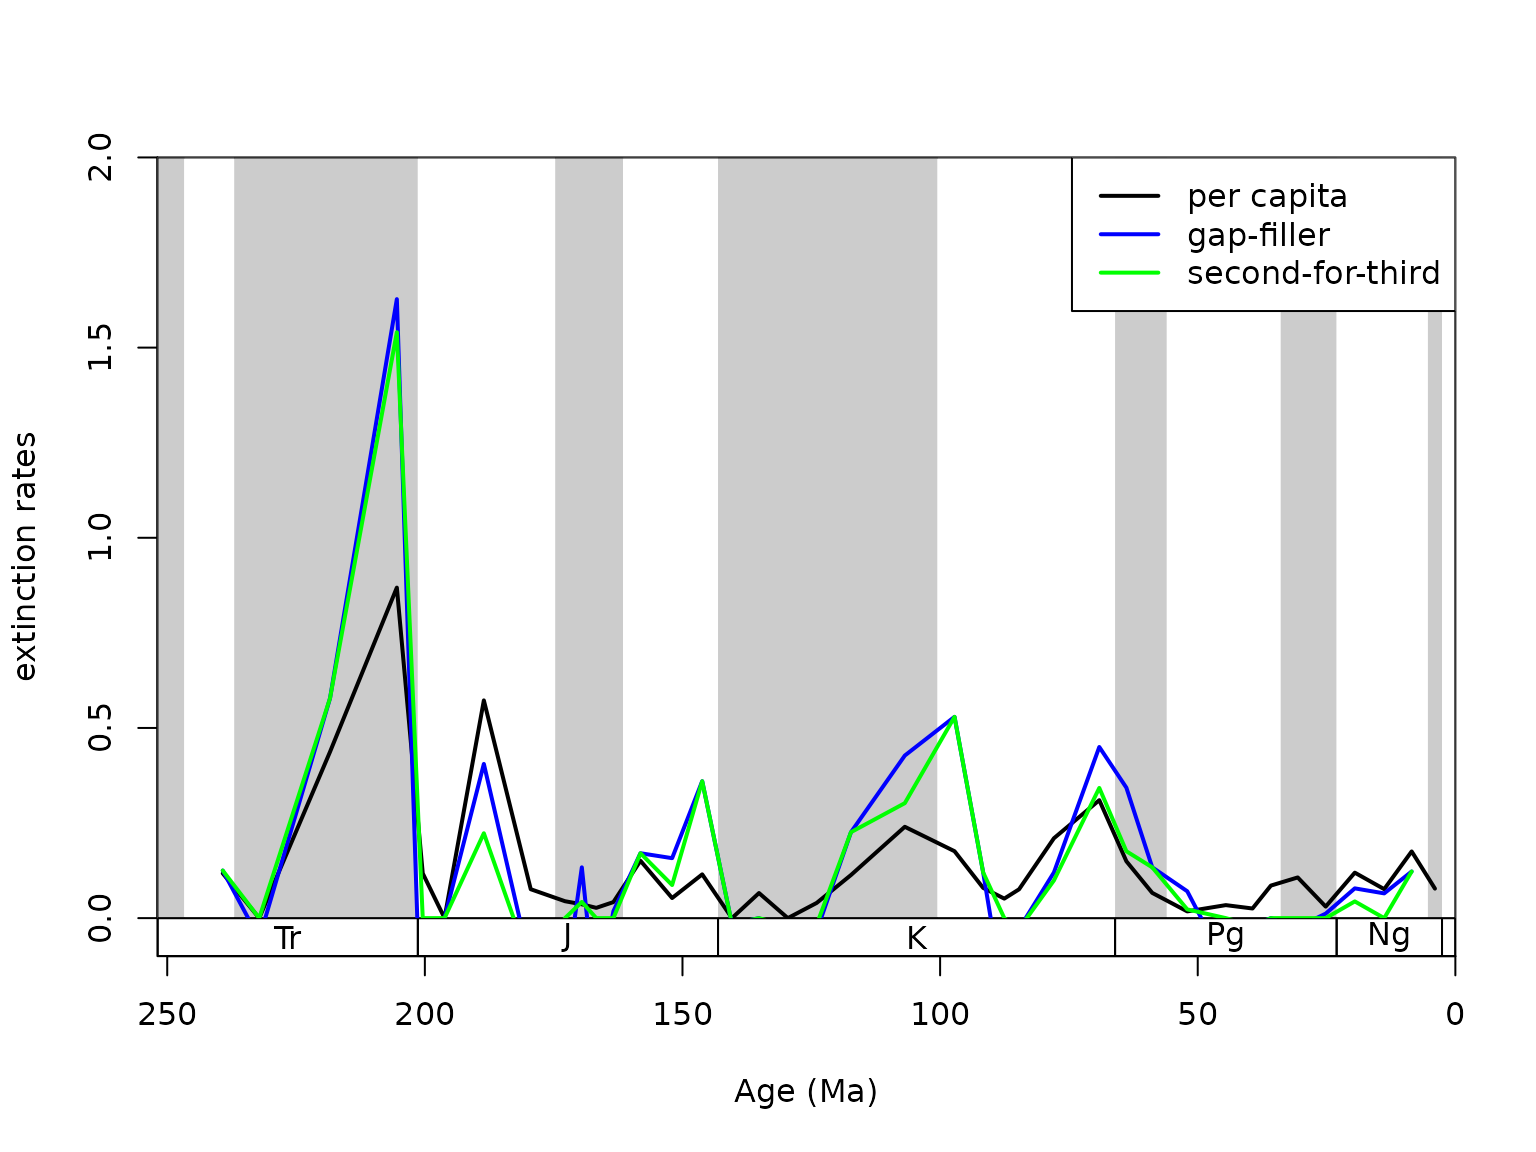 2.0
1.5
1.0
0.5
0.0
extinction rates
per capita
gap-filler
second-for-third
Tr J K Pg Ng
250 200 150 100 50 0
Age (Ma)